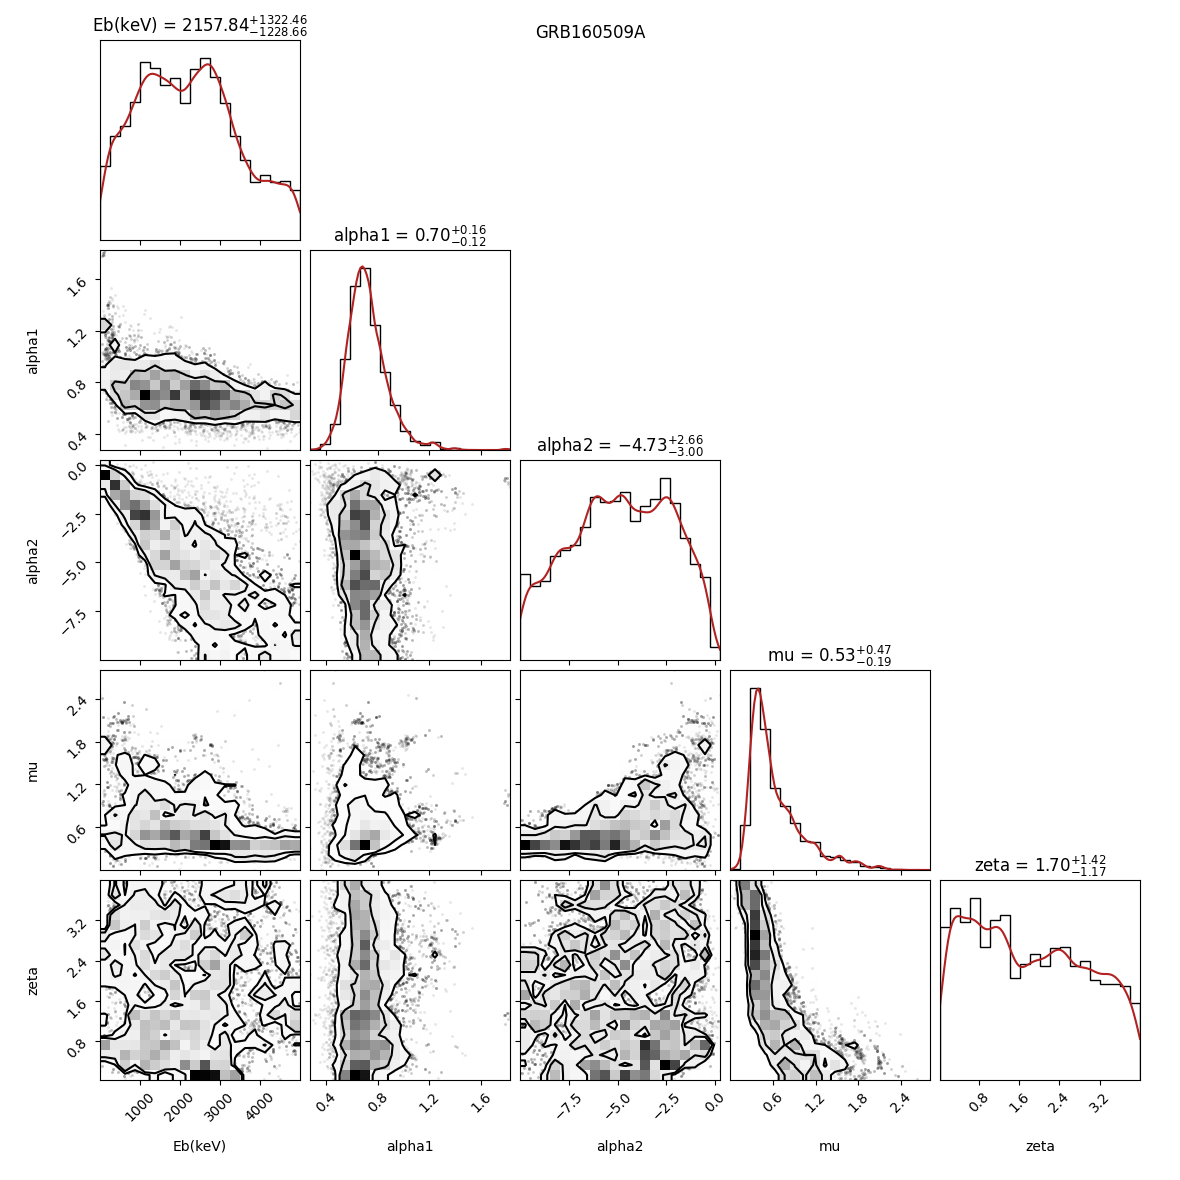 GRB160509A
Eb(keV) = 2157.84+1322.46−1228.66
alpha1 = 0.70+0.16−0.12
1.6
1.2
0.8
0.4
alpha1
alpha2 = −4.73+2.66−3.00
0.0
−2.5
−5.0
−7.5
alpha2
mu = 0.53+0.47−0.19
2.4
1.8
1.2
0.6
mu
zeta = 1.70+1.42−1.17
3.2
2.4
1.6
0.8
zeta
1000 2000 3000 4000
0.4 0.8 1.2 1.6
−7.5 −5.0 −2.5 0.0
0.6 1.2 1.8 2.4
0.8 1.6 2.4 3.2
Eb(keV) alpha1 alpha2 mu zeta